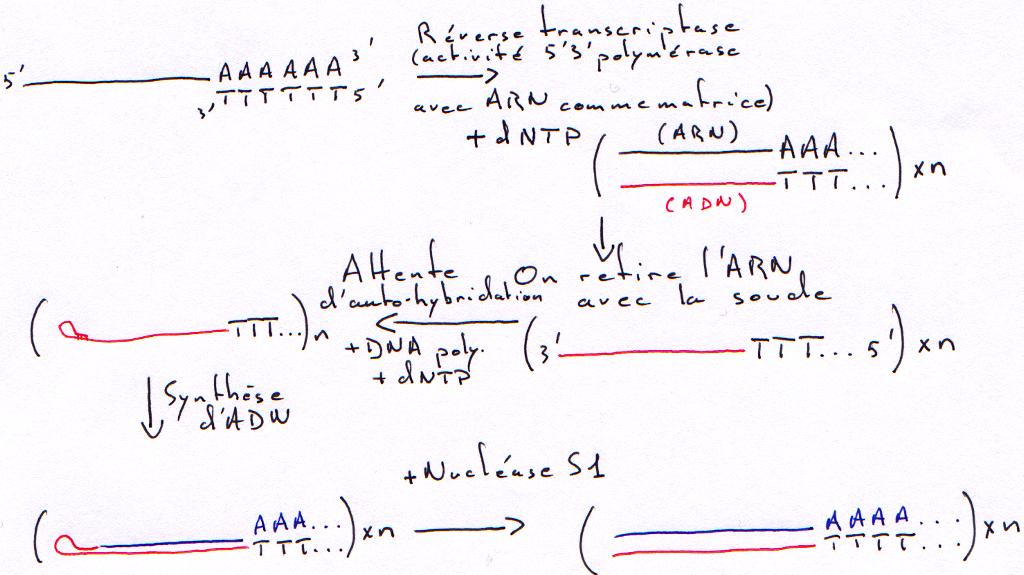 Réverse transcriptase
(activité 5'3' polymérase
5' AAAAAA 3'
3' TTTTTT 5'
avec ARN comme matrice)
+ dNTP
( (ARN) AAA... ) xn
TTT...
(ADN)
Attente
d'auto-hybridation
On retire l'ARN
avec la soude
( TTT... ) n
+ DNA poly.
+ dNTP
( 3' TTT... 5' ) xn
Synthèse
d'ADN
+ Nucléase S1
( AAA... ) xn
TTT...
( AAAA... ) xn
TTTT...